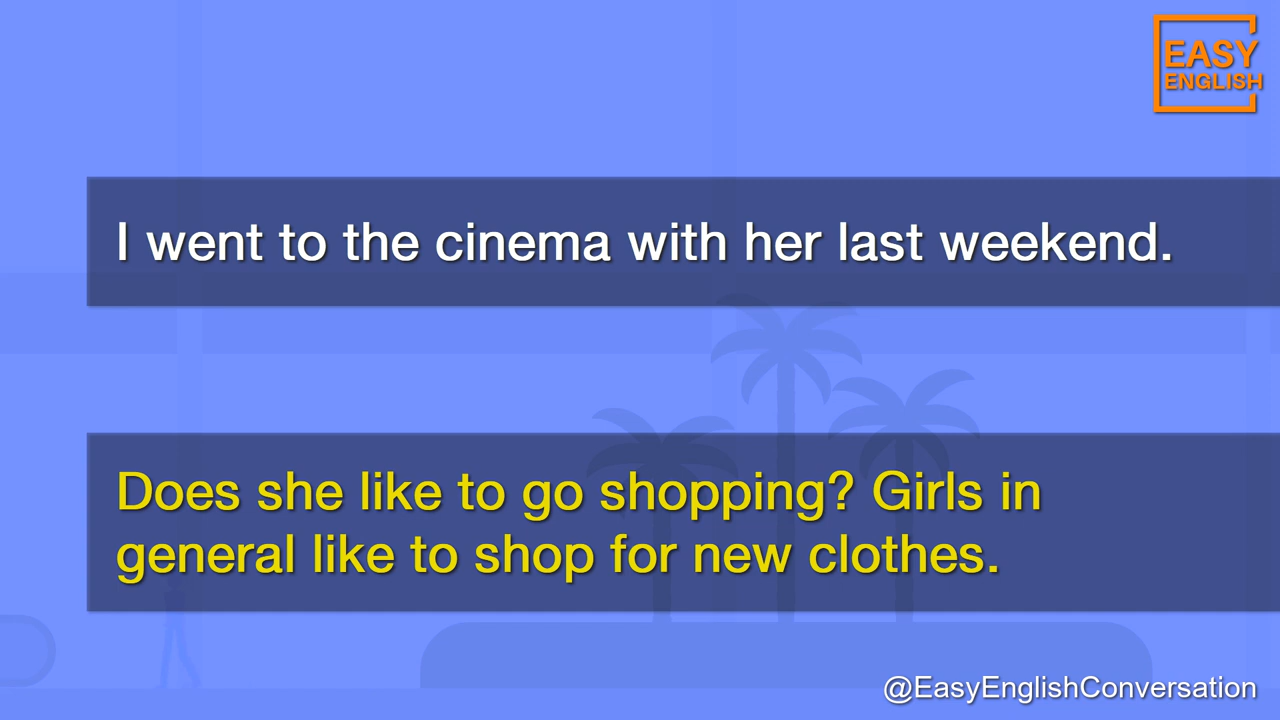 EASY
ENGLISH
I went to the cinema with her last weekend.
Does she like to go shopping? Girls in
general like to shop for new clothes.
@EasyEnglishConversation